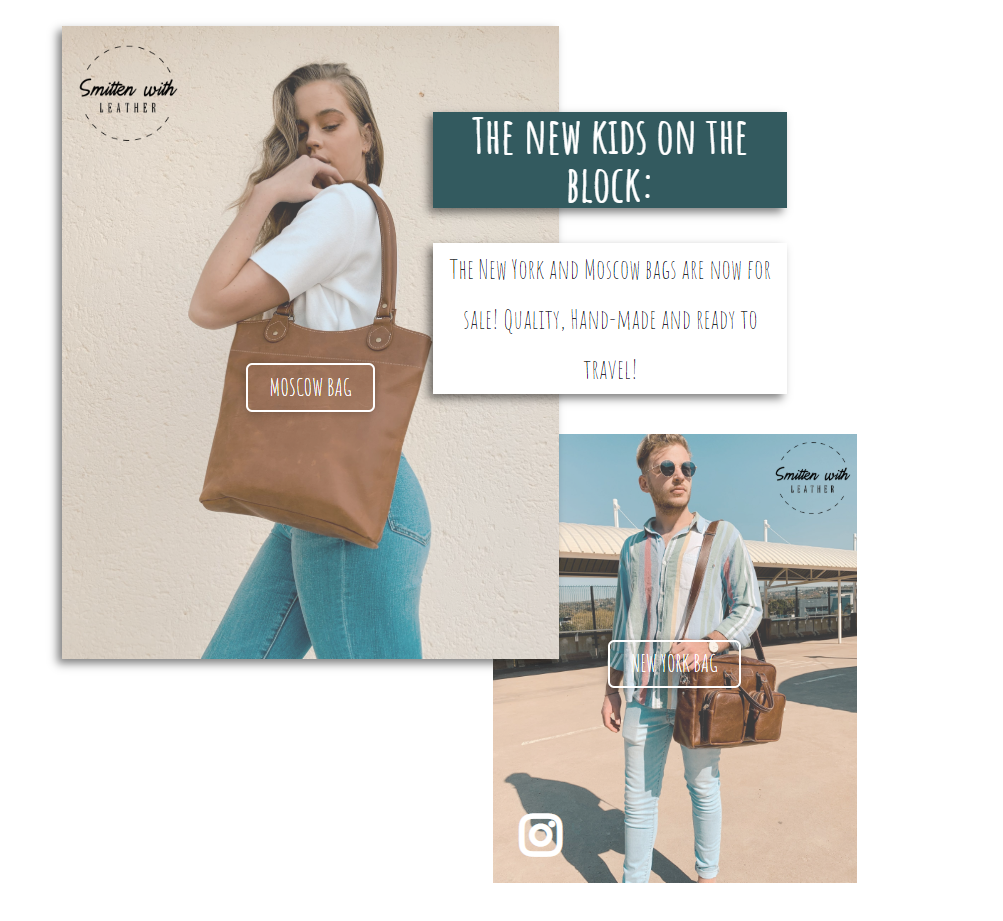 Smitten with
LEATHER
THE NEW KIDS ON THE
BLOCK:
THE NEW YORK AND MOSCOW BAGS ARE NOW FOR
SALE! QUALITY, HAND-MADE AND READY TO
TRAVEL!
MOSCOW BAG
Smitten with
LEATHER
NEW YORK BAG